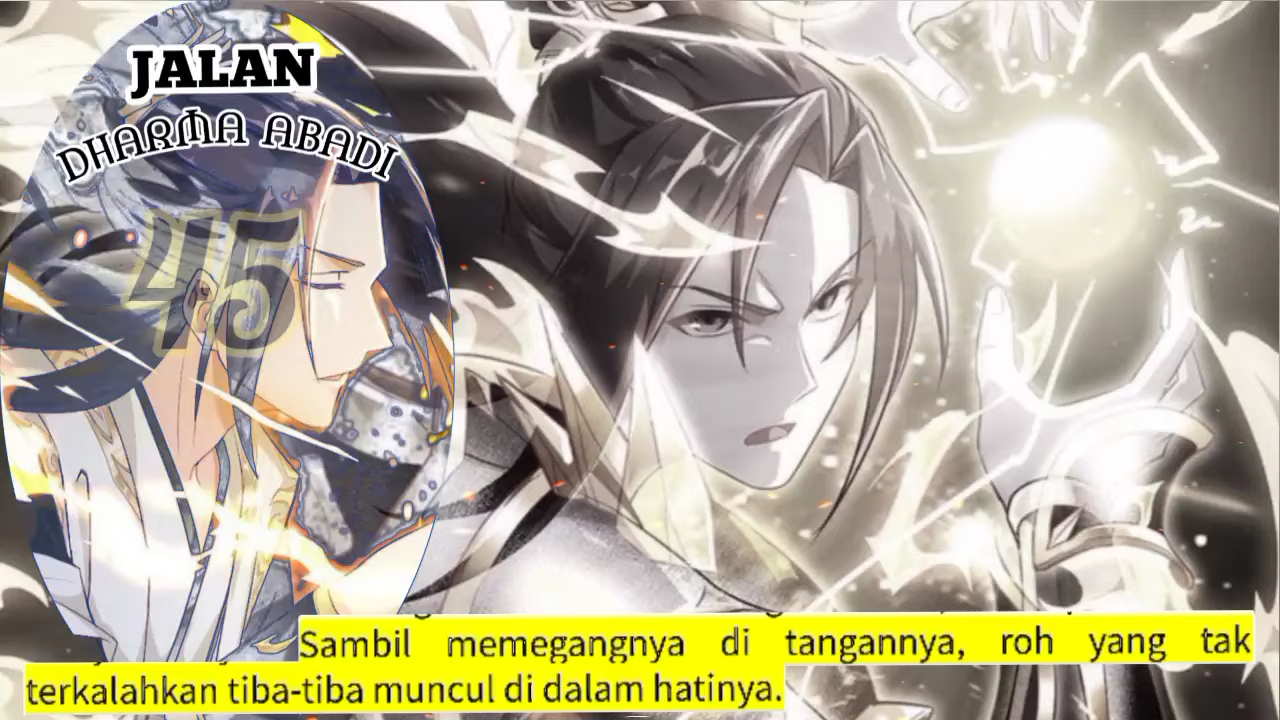 JALAN
DHARMA ABADI
45
Sambil memegangnya di tangannya, roh yang tak
terkalahkan tiba-tiba muncul di dalam hatinya.